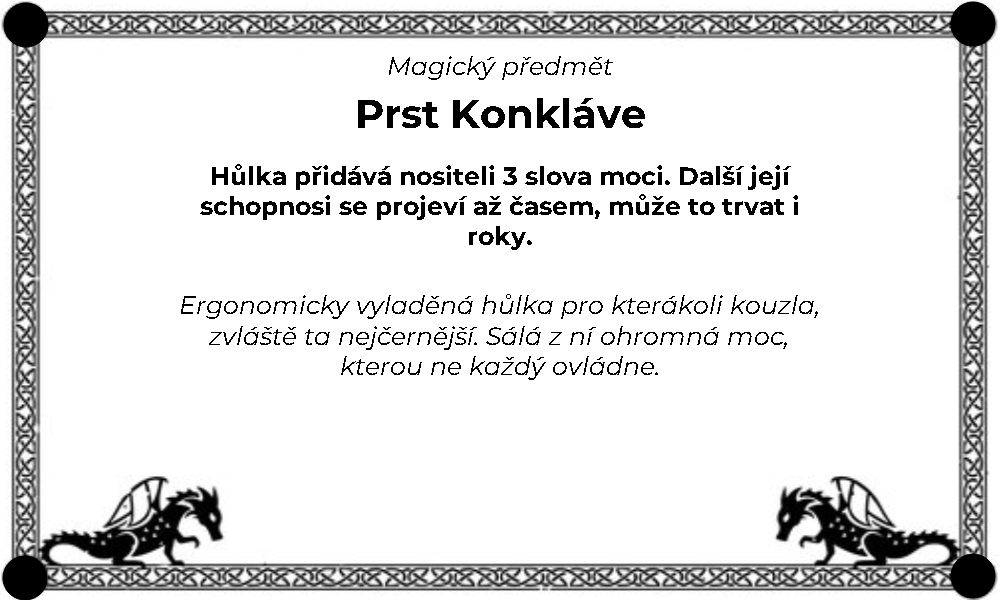 Magický předmět
Prst Konkláve
Hůlka přidává nositeli 3 slova moci. Další její
schopnosi se projeví až časem, může to trvat i
roky.
Ergonomicky vyladěná hůlka pro kterákoli kouzla,
zvláště ta nejčernější. Sálá z ní ohromná moc,
kterou ne každý ovládne.